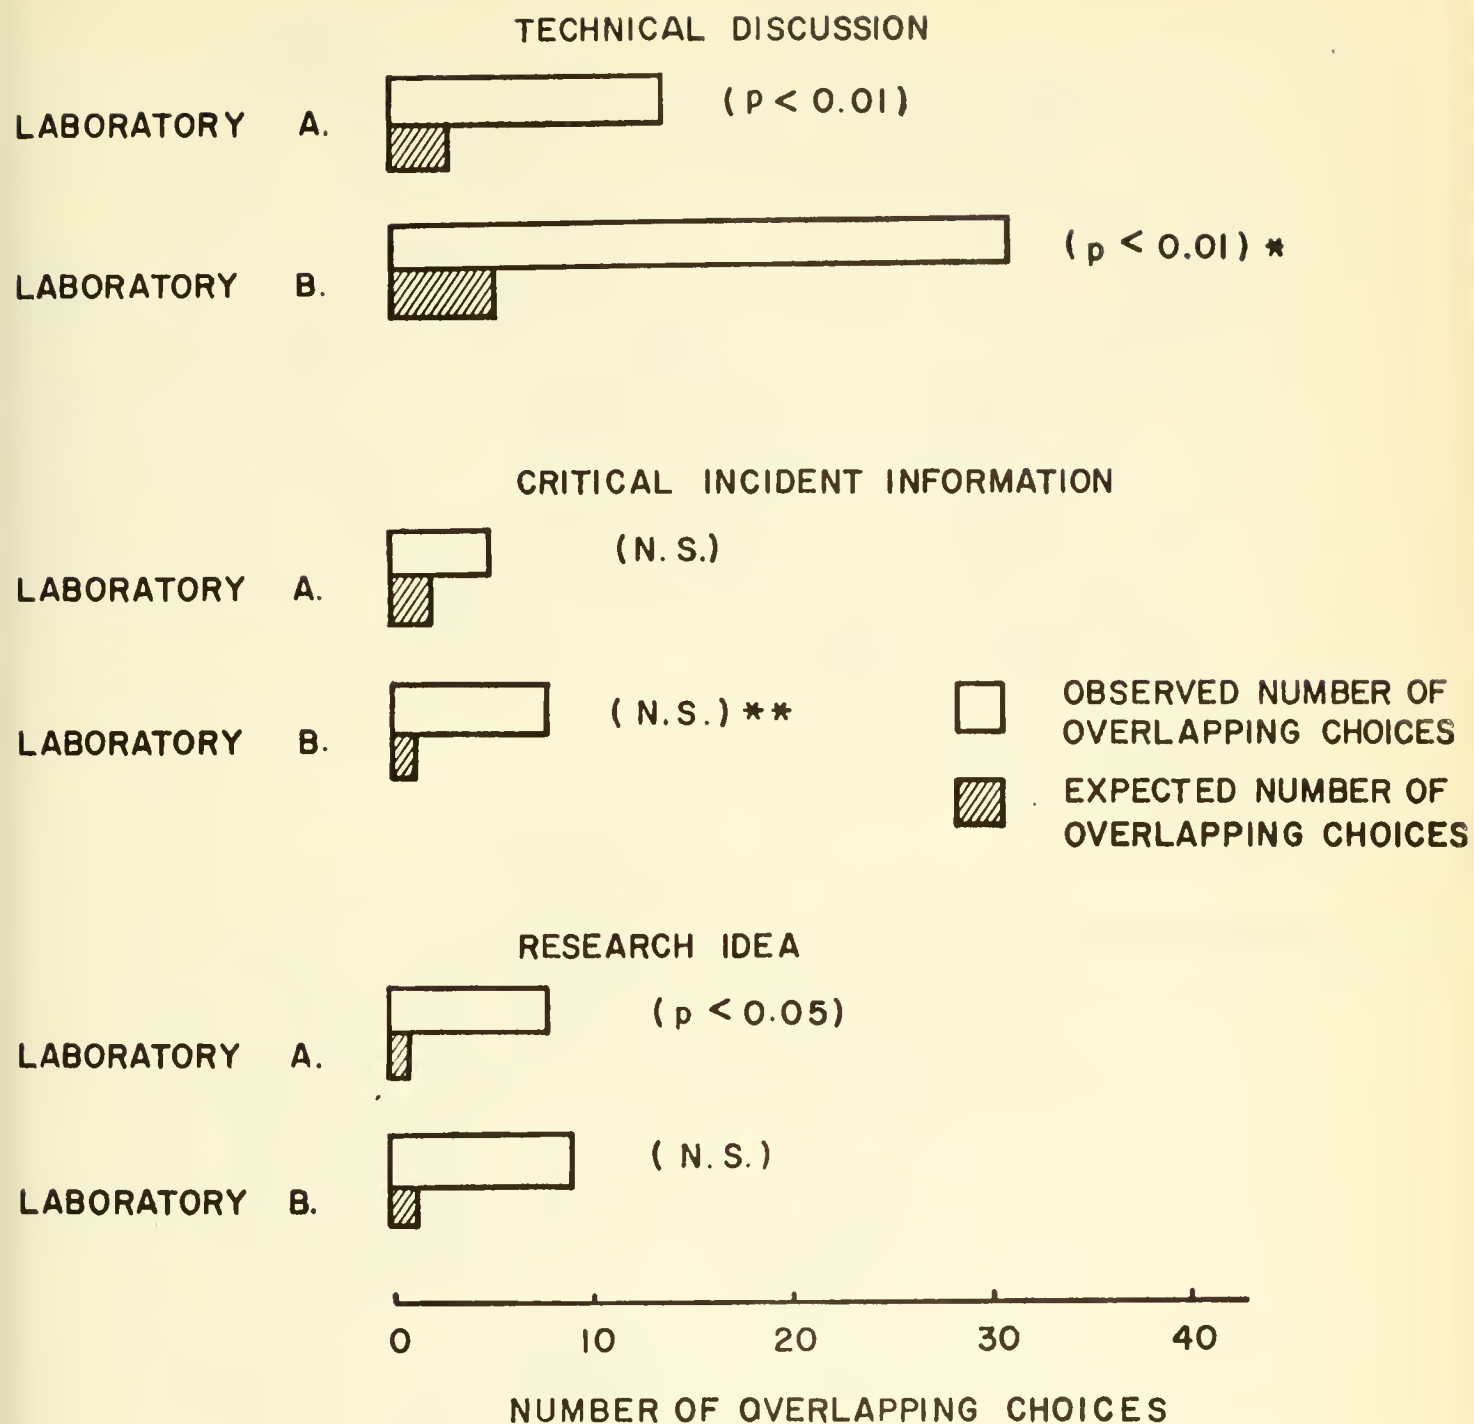 TECHNICAL DISCUSSION
LABORATORY A.
(P < 0.01)
LABORATORY B.
(p < 0.01) *
CRITICAL INCIDENT INFORMATION
LABORATORY A.
(N.S.)
LABORATORY B.
(N.S.) **
OBSERVED NUMBER OF
OVERLAPPING CHOICES
EXPECTED NUMBER OF
OVERLAPPING CHOICES
RESEARCH IDEA
LABORATORY A.
(p < 0.05)
LABORATORY B.
(N.S.)
0 10 20 30 40
NUMBER OF OVERLAPPING CHOICES